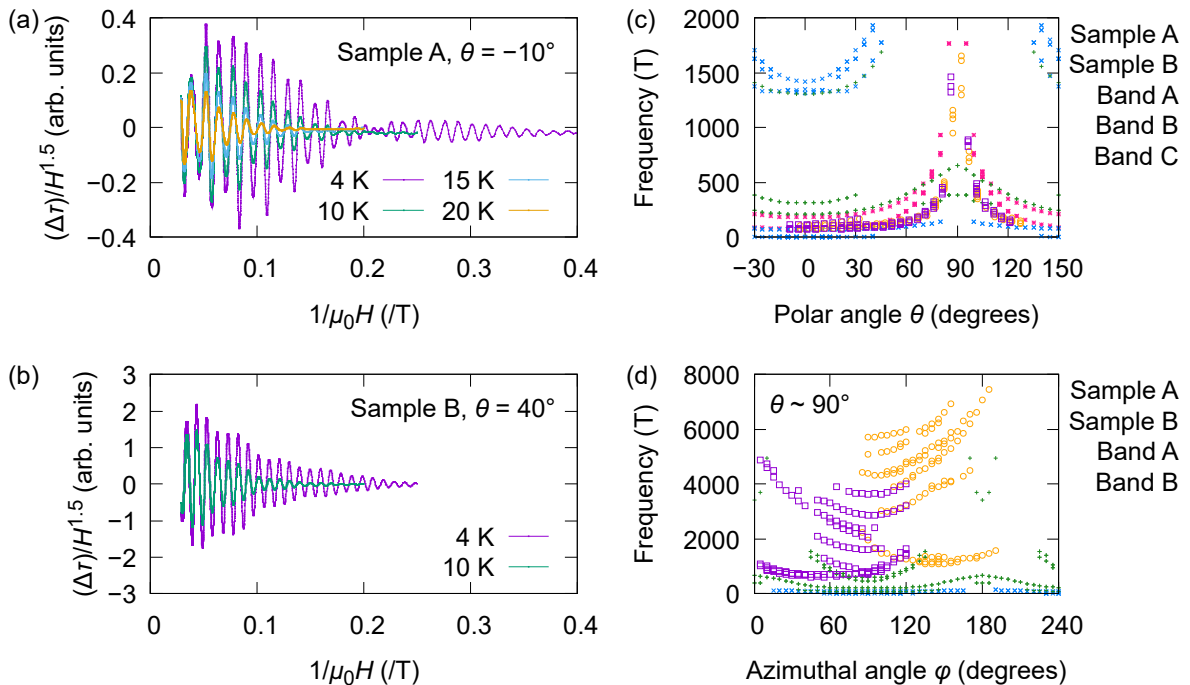 (a)
(Δτ)/H^1.5 (arb. units)
0.4
0.2
0
−0.2
−0.4
Sample A, θ = −10°
4 K
15 K
10 K
20 K
0
0.1
0.2
0.3
0.4
1/μ₀H (/T)
(c)
Frequency (T)
2000
1500
1000
500
0
−30
0
30
60
90
120
150
Polar angle θ (degrees)
Sample A
Sample B
Band A
Band B
Band C
(b)
(Δτ)/H^1.5 (arb. units)
3
2
1
0
−1
−2
−3
Sample B, θ = 40°
4 K
10 K
0
0.1
0.2
0.3
0.4
1/μ₀H (/T)
(d)
Frequency (T)
8000
6000
4000
2000
0
θ ~ 90°
0
60
120
180
240
Azimuthal angle φ (degrees)
Sample A
Sample B
Band A
Band B